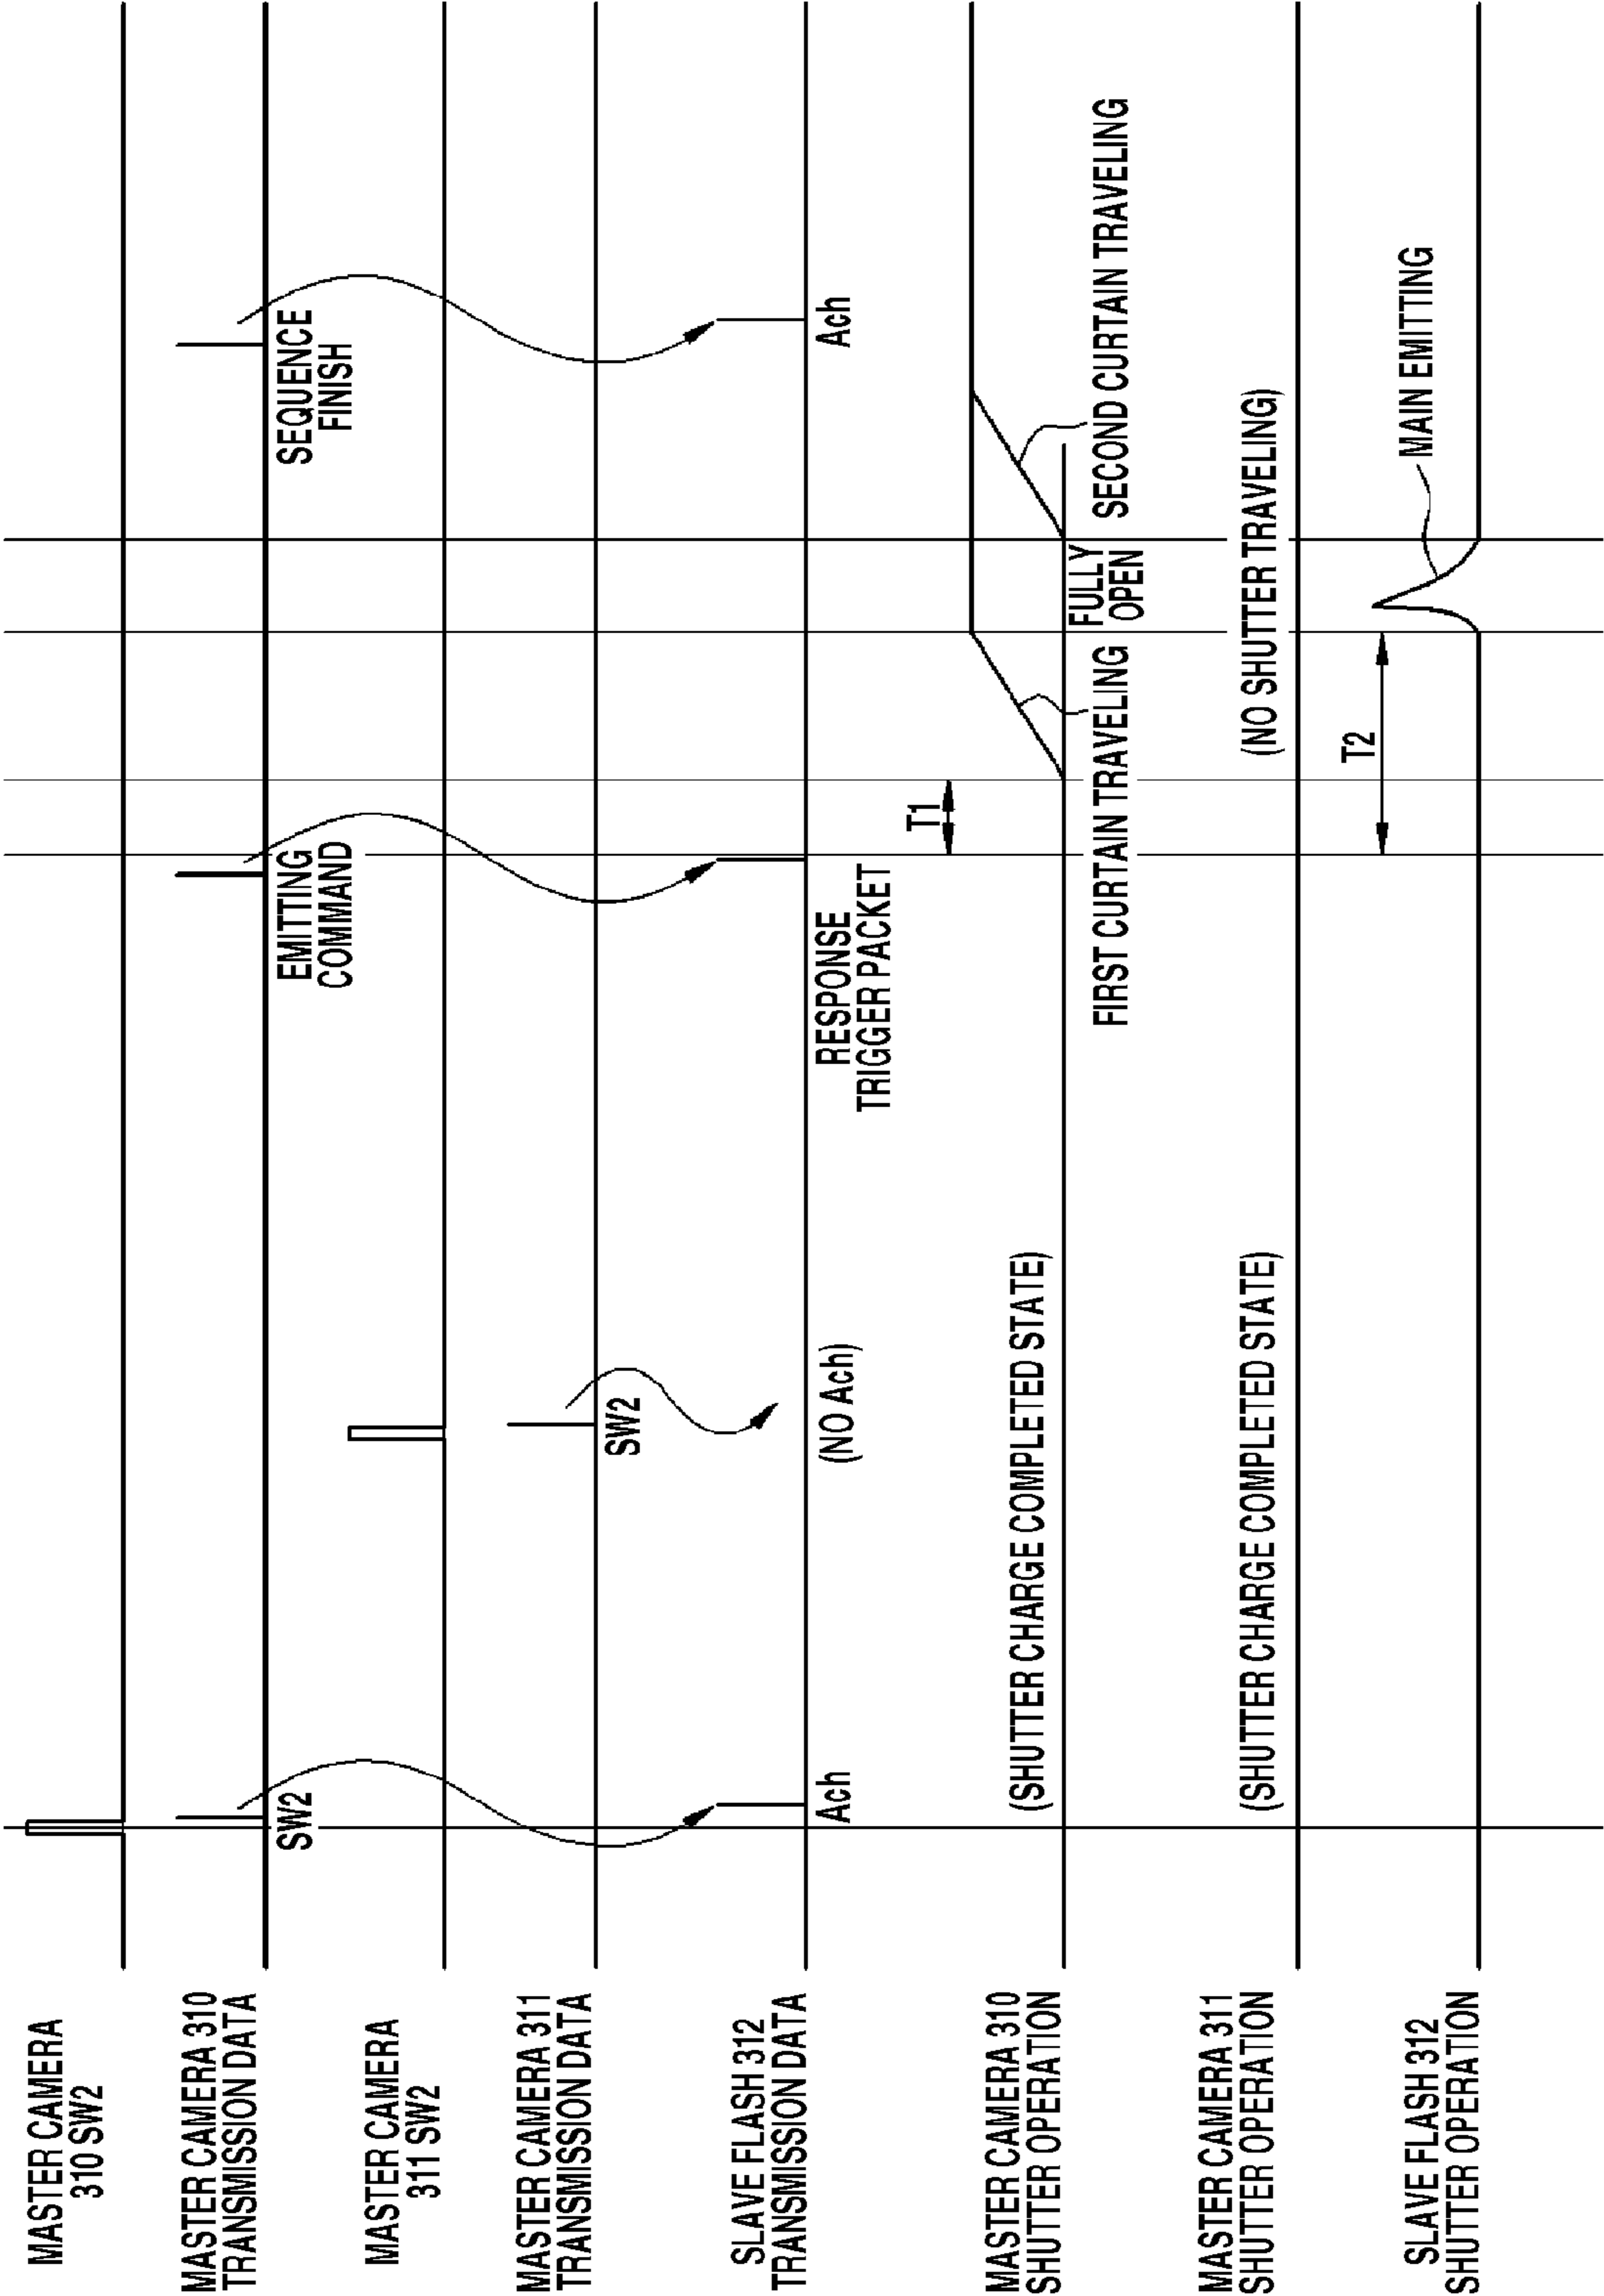 MASTER CAMERA
310 SW2
MASTER CAMERA 310
TRANSMISSION DATA
SW2
EMITTING
COMMAND
SEQUENCE
FINISH
MASTER CAMERA
311 SW2
MASTER CAMERA 311
TRANSMISSION DATA
SW2
SLAVE FLASH 312
TRANSMISSION DATA
Ach
(NO Ach)
RESPONSE
TRIGGER PACKET
Ach
T1
MASTER CAMERA 310
SHUTTER OPERATION
(SHUTTER CHARGE COMPLETED STATE)
FIRST CURTAIN TRAVELING
FULLY
OPEN
SECOND CURTAIN TRAVELING
MASTER CAMERA 311
SHUTTER OPERATION
(SHUTTER CHARGE COMPLETED STATE)
(NO SHUTTER TRAVELING)
SLAVE FLASH 312
SHUTTER OPERATION
T2
MAIN EMITTING